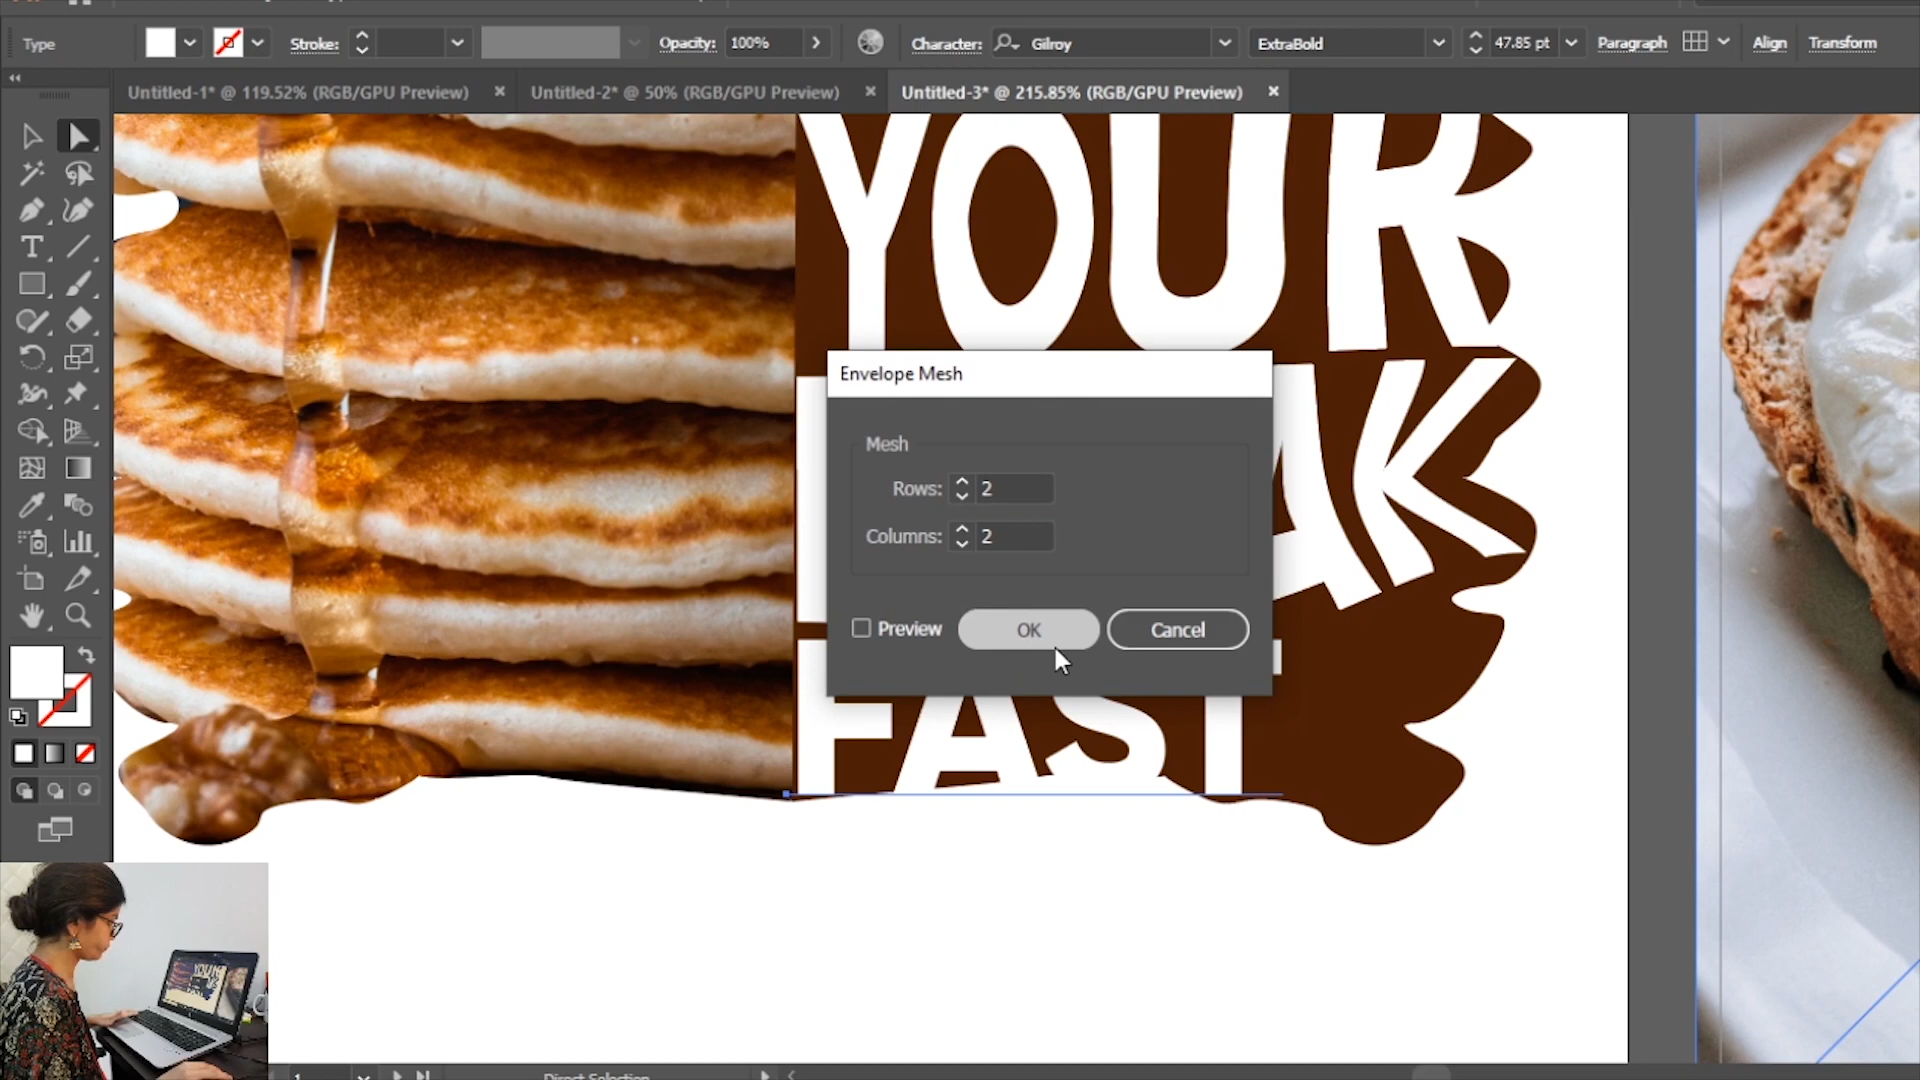 Type
Stroke:
Opacity:
100%
Character:
Gilroy
ExtraBold
47.85 pt
Paragraph
Align
Transform
Untitled-1* @ 119.52% (RGB/GPU Preview)
Untitled-2* @ 50% (RGB/GPU Preview)
Untitled-3* @ 215.85% (RGB/GPU Preview)
YOUR
AK
FAST
Envelope Mesh
Mesh
Rows: 2
Columns: 2
Preview
OK
Cancel
1
Direct Selection